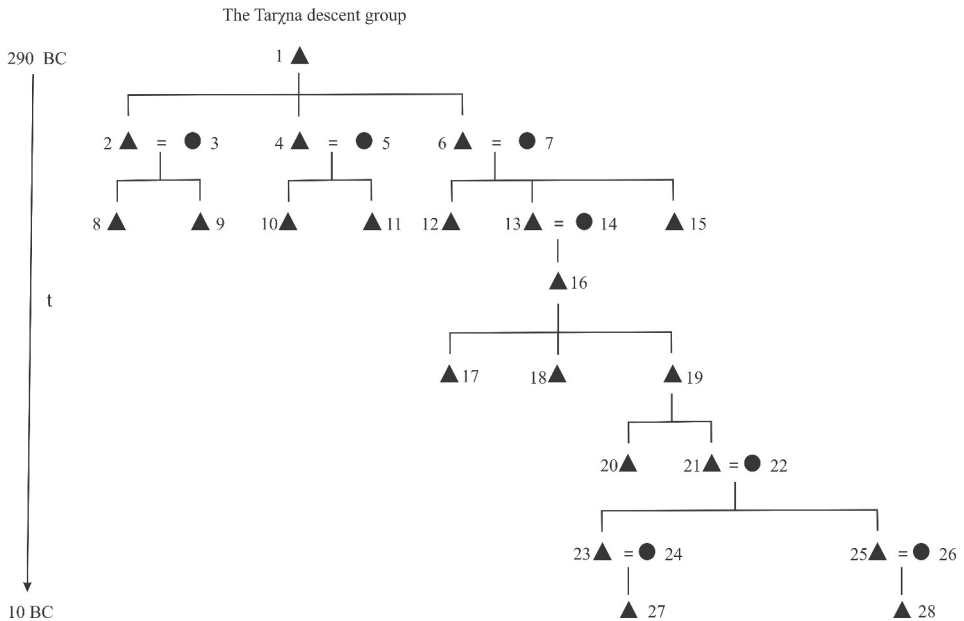 The Tarχna descent group
290 BC
1
2 = 3 4 = 5 6 = 7
8 9 10 11 12 13 = 14 15
16
t
17 18 19
20 21 = 22
23 = 24 25 = 26
10 BC 27 28